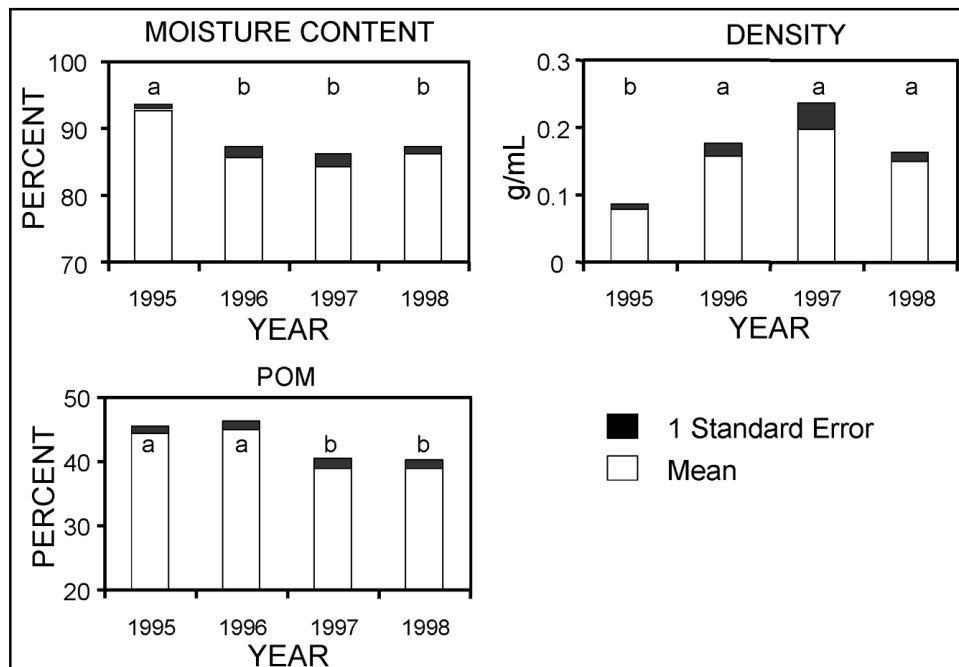 MOISTURE CONTENT
PERCENT
100
90
80
70
a b b b
1995 1996 1997 1998
YEAR
DENSITY
g/mL
0.3
0.2
0.1
0
b a a a
1995 1996 1997 1998
YEAR
POM
PERCENT
50
40
30
20
a a b b
1995 1996 1997 1998
YEAR
1 Standard Error
Mean